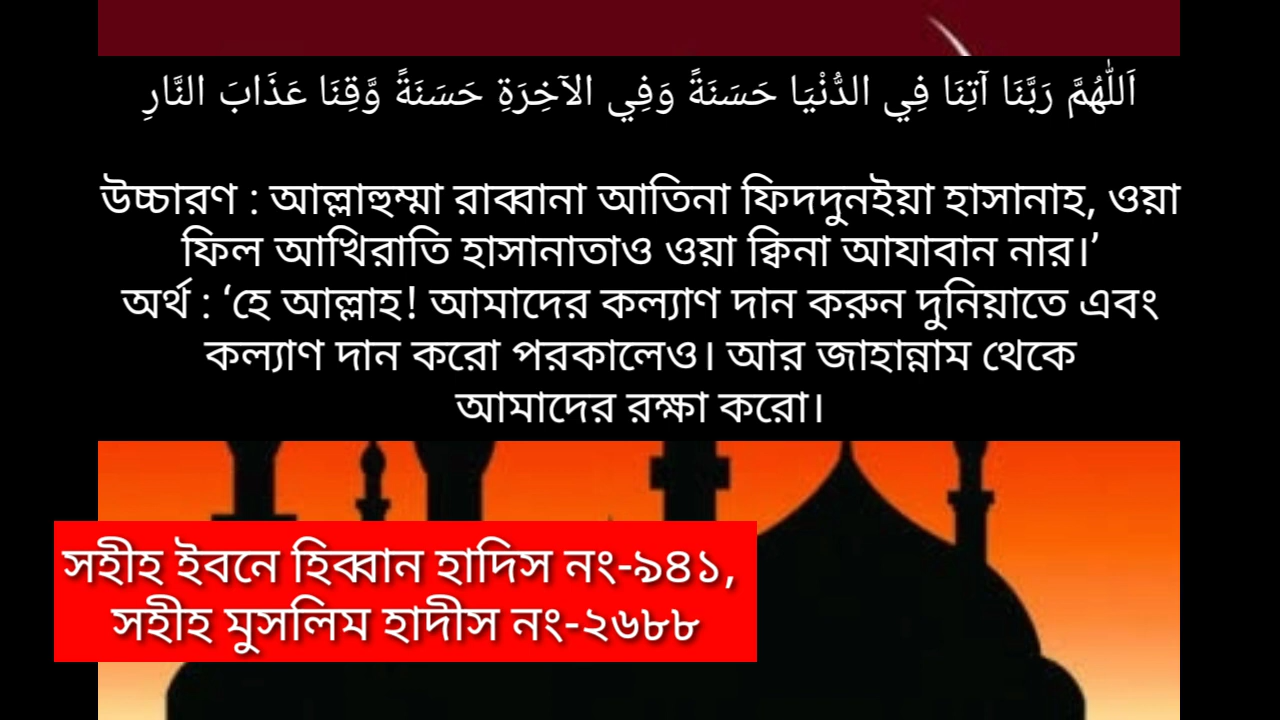 اَللّٰهُمَّ رَبَّنَا آتِنَا فِي الدُّنْيَا حَسَنَةً وَفِي الآخِرَةِ حَسَنَةً وَّقِنَا عَذَابَ النَّارِ
উচ্চারণ : আল্লাহুম্মা রাব্বানা আতিনা ফিদদুনইয়া হাসানাহ, ওয়া
ফিল আখিরাতি হাসানাতাও ওয়া ক্বিনা আযাবান নার।’
অর্থ : ‘হে আল্লাহ! আমাদের কল্যাণ দান করুন দুনিয়াতে এবং
কল্যাণ দান করো পরকালেও। আর জাহান্নাম থেকে
আমাদের রক্ষা করো।
সহীহ ইবনে হিব্বান হাদিস নং-৯৪১,
সহীহ মুসলিম হাদীস নং-২৬৮৮